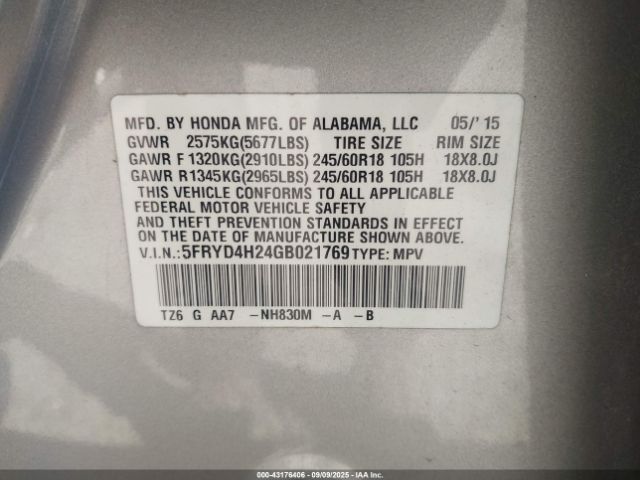 MFD. BY HONDA MFG. OF ALABAMA, LLC 05/'15
GVWR 2575KG(5677LBS) TIRE SIZE RIM SIZE
GAWR F 1320KG(2910LBS) 245/60R18 105H 18X8.0J
GAWR R 1345KG(2965LBS) 245/60R18 105H 18X8.0J
THIS VEHICLE CONFORMS TO ALL APPLICABLE
FEDERAL MOTOR VEHICLE SAFETY
AND THEFT PREVENTION STANDARDS IN EFFECT
ON THE DATE OF MANUFACTURE SHOWN ABOVE.
V.I.N.:5FRYD4H24GB021769 TYPE: MPV
TZ6 G AA7 -NH830M -A -B
000-43176406 - 09/09/2025 - IAAI.COM